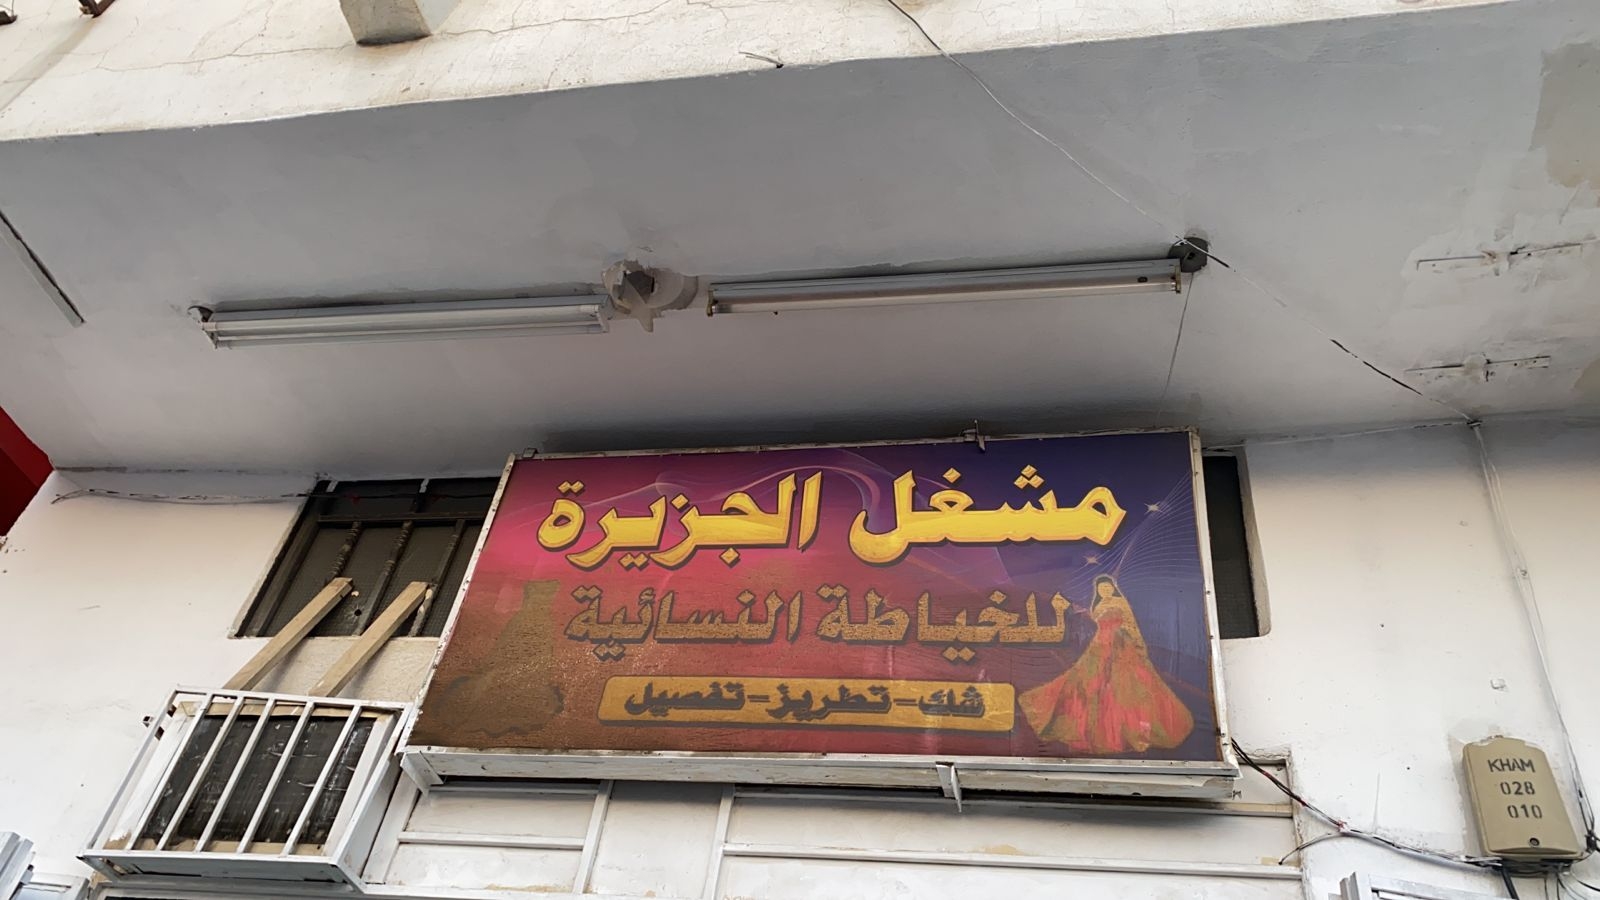 مشغل الجزيرة
للخياطة النسائية
شك - تطريز - تفصيل
KHAM
028
010